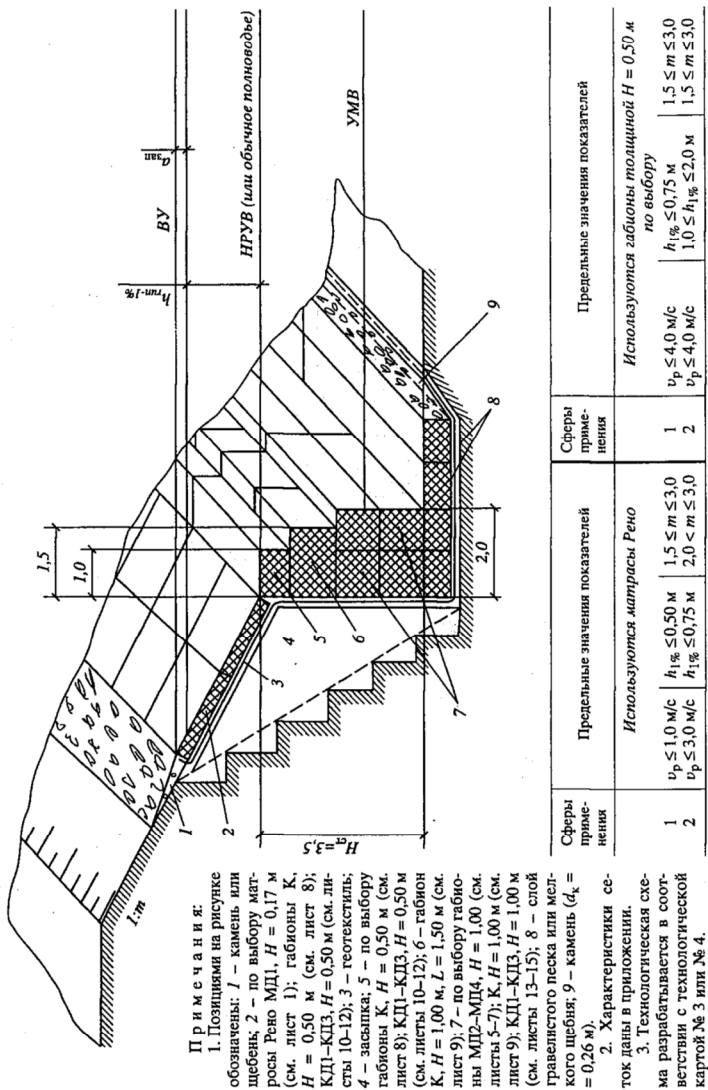 1,5
1,0
a зап
ВУ
h гип-1%
НРУВ (или обычное полноводье)
УМВ
1:m
1
2
3
4
5
6
7
8
9
Hст=3,5
2,0
Примечания:
1. Позициями на рисунке
обозначены: 1 – камень или
щебень; 2 – по выбору мат-
росы Рено МД1, H = 0,17 м
(см. лист 1); габионы К,
H = 0,50 м (см. лист 8);
КД1–КД3, H = 0,50 м (см. ли-
сты 10–12); 3 – геотекстиль;
4 – засыпка; 5 – по выбору
габионы К, H = 0,50 м (см.
лист 8); КД1–КД3, H = 0,50 м
(см. листы 10–12); 6 – габион
К, H = 1,00 м, L = 1,50 м (см.
лист 9); 7 – по выбору габио-
ны МД2–МД4, H = 1,00 (см.
листы 5–7); К, H = 1,00 м (см.
лист 9); КД1–КД3, H = 1,00 м
(см. листы 13–15); 8 – слой
гравелистого песка или мел-
кого щебня; 9 – камень (dк =
= 0,26 м).
2. Характеристики се-
ток даны в приложении.
3. Технологическая схе-
ма разрабатывается в соот-
ветствии с технологической
картой № 3 или № 4.
Сферы приме- нения
Предельные значения показателей
Сферы приме- нения
Предельные значения показателей
Используются матрасы Рено
Используются габионы толщиной H = 0,50 м
по выбору
1 υр ≤ 1,0 м/с h1% ≤ 0,50 м 1,5 ≤ m ≤ 3,0 1 υр ≤ 4,0 м/с h1% ≤ 0,75 м 1,5 ≤ m ≤ 3,0
2 υр ≤ 3,0 м/с h1% ≤ 0,75 м 2,0 < m ≤ 3,0 2 υр ≤ 4,0 м/с 1,0 ≤ h1% ≤ 2,0 м 1,5 ≤ m ≤ 3,0